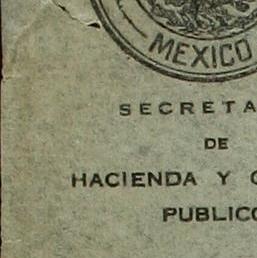 MEXICO
SECRETA
DE
HACIENDA Y C
PUBLICO